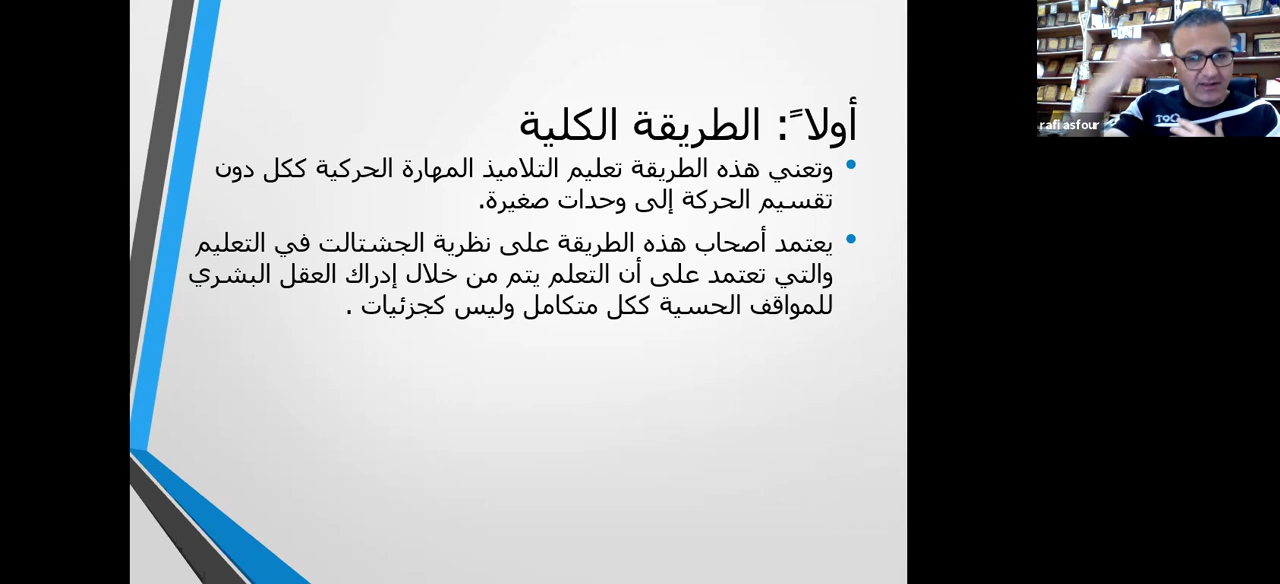 أولاً: الطريقة الكلية
وتعني هذه الطريقة تعليم التلاميذ المهارة الحركية ككل دون
تقسيم الحركة إلى وحدات صغيرة.
يعتمد أصحاب هذه الطريقة على نظرية الجشتالت في التعليم
والتي تعتمد على أن التعلم يتم من خلال إدراك العقل البشري
للمواقف الحسية ككل متكامل وليس كجزئيات .
rafi asfour